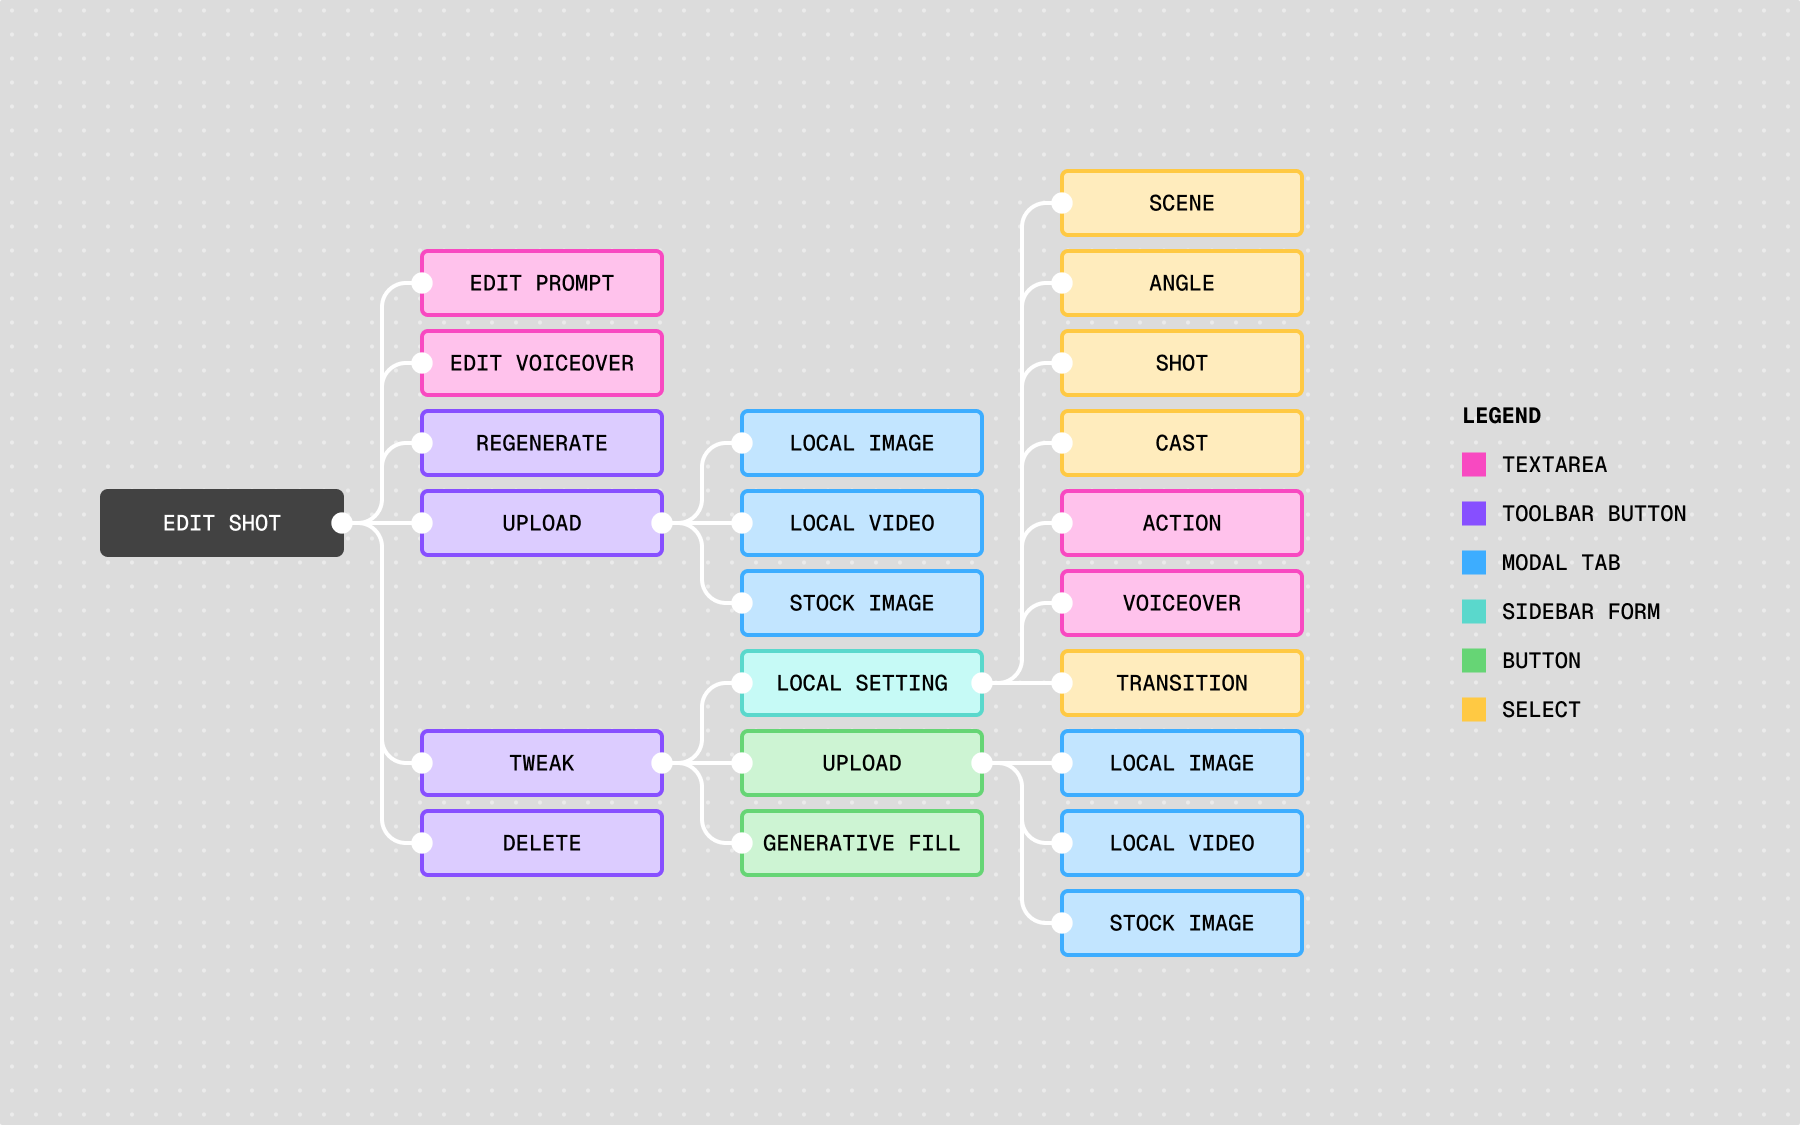 EDIT SHOT
EDIT PROMPT
EDIT VOICEOVER
REGENERATE
UPLOAD
TWEAK
DELETE
LOCAL IMAGE
LOCAL VIDEO
STOCK IMAGE
LOCAL SETTING
UPLOAD
GENERATIVE FILL
SCENE
ANGLE
SHOT
CAST
ACTION
VOICEOVER
TRANSITION
LOCAL IMAGE
LOCAL VIDEO
STOCK IMAGE
LEGEND
TEXTAREA
TOOLBAR BUTTON
MODAL TAB
SIDEBAR FORM
BUTTON
SELECT